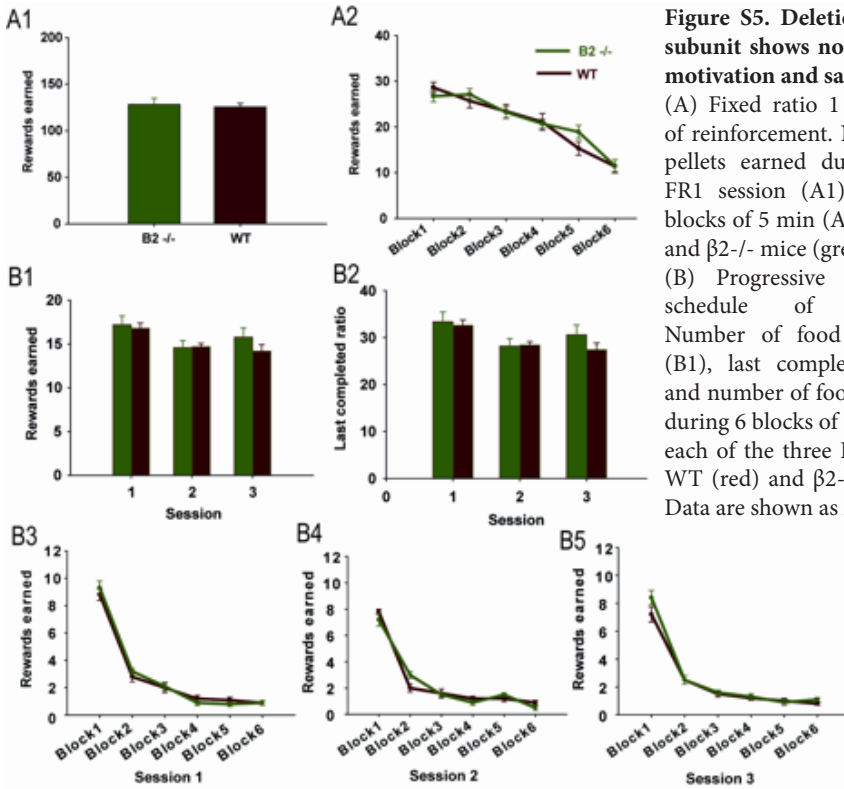 A1
Rewards earned
200
150
100
50
0
B2 -/-
WT
A2
Rewards earned
40
30
20
10
0
B2 -/-
WT
Block1
Block2
Block3
Block4
Block5
Block6
Figure S5. Deletio
subunit shows no
motivation and sa
(A) Fixed ratio 1
of reinforcement.
pellets earned du
FR1 session (A1)
blocks of 5 min (A
and β2-/- mice (gre
(B) Progressive
schedule of
Number of food
(B1), last comple
and number of foo
during 6 blocks of
each of the three
WT (red) and β2-
Data are shown as
B1
Rewards earned
20
15
10
5
0
1
2
3
Session
B2
Last completed ratio
40
30
20
10
0
0
1
2
3
Session
B3
Rewards earned
12
10
8
6
4
2
0
Block1
Block2
Block3
Block4
Block5
Block6
Session 1
B4
Rewards earned
12
10
8
6
4
2
0
Block1
Block2
Block3
Block4
Block5
Block6
Session 2
B5
Rewards earned
12
10
8
6
4
2
0
Block1
Block2
Block3
Block4
Block5
Block6
Session 3